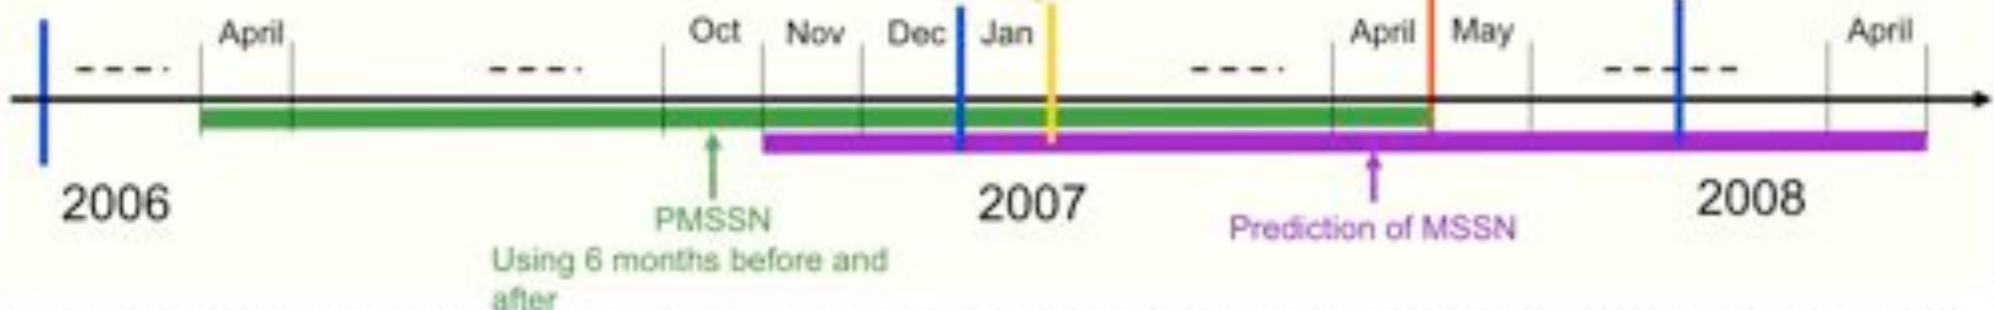 April Oct Nov Dec Jan April May April
2006 2007 2008
PMSSN
Prediction of MSSN
Using 6 months before and
after